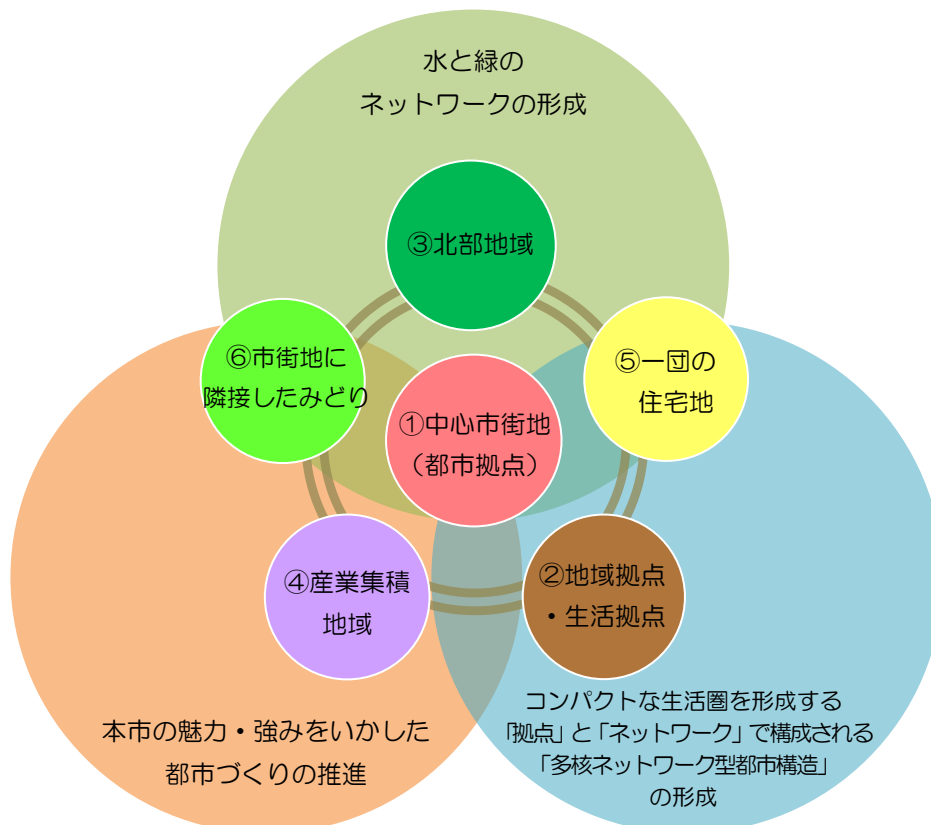 水と緑の
ネットワークの形成
③北部地域
⑥市街地に
隣接したみどり
⑤一団の
住宅地
①中心市街地
（都市拠点）
④産業集積
地域
②地域拠点
・生活拠点
本市の魅力・強みをいかした
都市づくりの推進
コンパクトな生活圏を形成する
「拠点」と「ネットワーク」で構成される
「多核ネットワーク型都市構造」
の形成